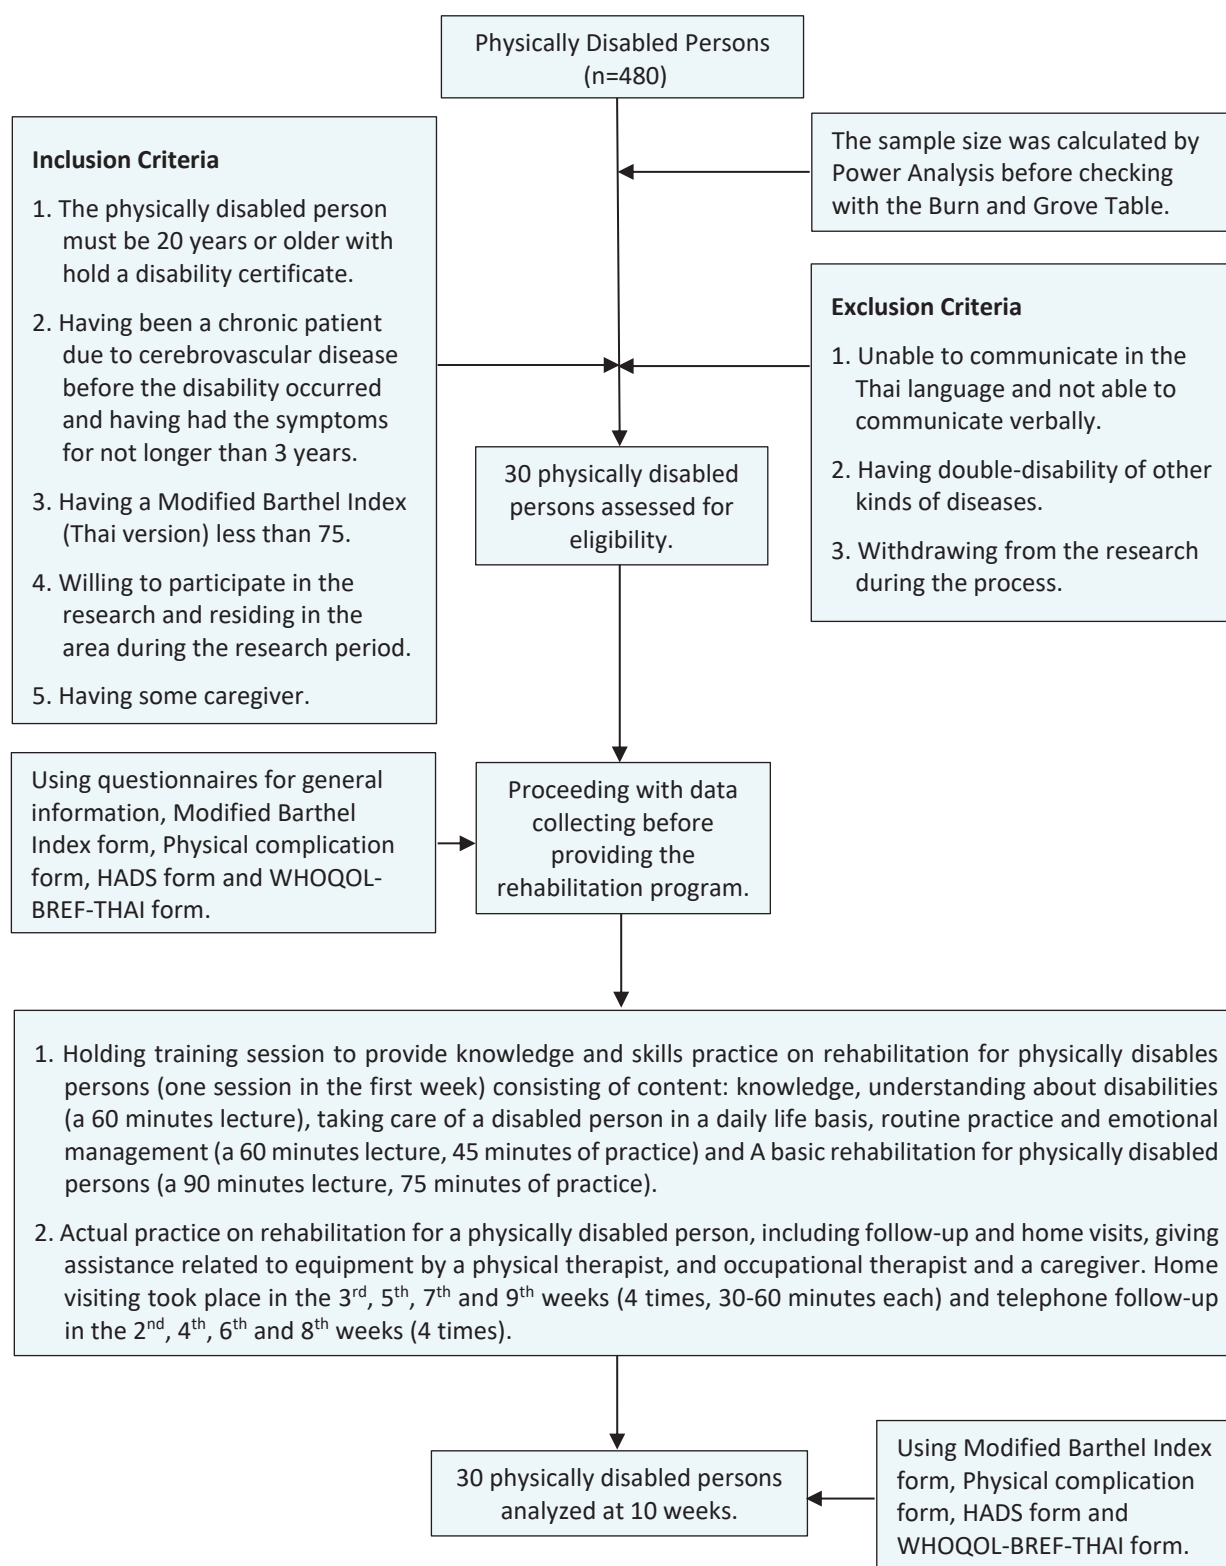 Physically Disabled Persons
(n=480)
The sample size was calculated by
Power Analysis before checking
with the Burn and Grove Table.
Inclusion Criteria
1. The physically disabled person
must be 20 years or older with
hold a disability certificate.
2. Having been a chronic patient
due to cerebrovascular disease
before the disability occurred
and having had the symptoms
for not longer than 3 years.
3. Having a Modified Barthel Index
(Thai version) less than 75.
4. Willing to participate in the
research and residing in the
area during the research period.
5. Having some caregiver.
Exclusion Criteria
1. Unable to communicate in the
Thai language and not able to
communicate verbally.
2. Having double-disability of other
kinds of diseases.
3. Withdrawing from the research
during the process.
30 physically disabled
persons assessed for
eligibility.
Using questionnaires for general
information, Modified Barthel
Index form, Physical complication
form, HADS form and WHOQOL-
BREF-THAI form.
Proceeding with data
collecting before
providing the
rehabilitation program.
1. Holding training session to provide knowledge and skills practice on rehabilitation for physically disables
persons (one session in the first week) consisting of content: knowledge, understanding about disabilities
(a 60 minutes lecture), taking care of a disabled person in a daily life basis, routine practice and emotional
management (a 60 minutes lecture, 45 minutes of practice) and A basic rehabilitation for physically disabled
persons (a 90 minutes lecture, 75 minutes of practice).
2. Actual practice on rehabilitation for a physically disabled person, including follow-up and home visits, giving
assistance related to equipment by a physical therapist, and occupational therapist and a caregiver. Home
visiting took place in the 3rd, 5th, 7th and 9th weeks (4 times, 30-60 minutes each) and telephone follow-up
in the 2nd, 4th, 6th and 8th weeks (4 times).
30 physically disabled persons
analyzed at 10 weeks.
Using Modified Barthel Index
form, Physical complication
form, HADS form and
WHOQOL-BREF-THAI form.